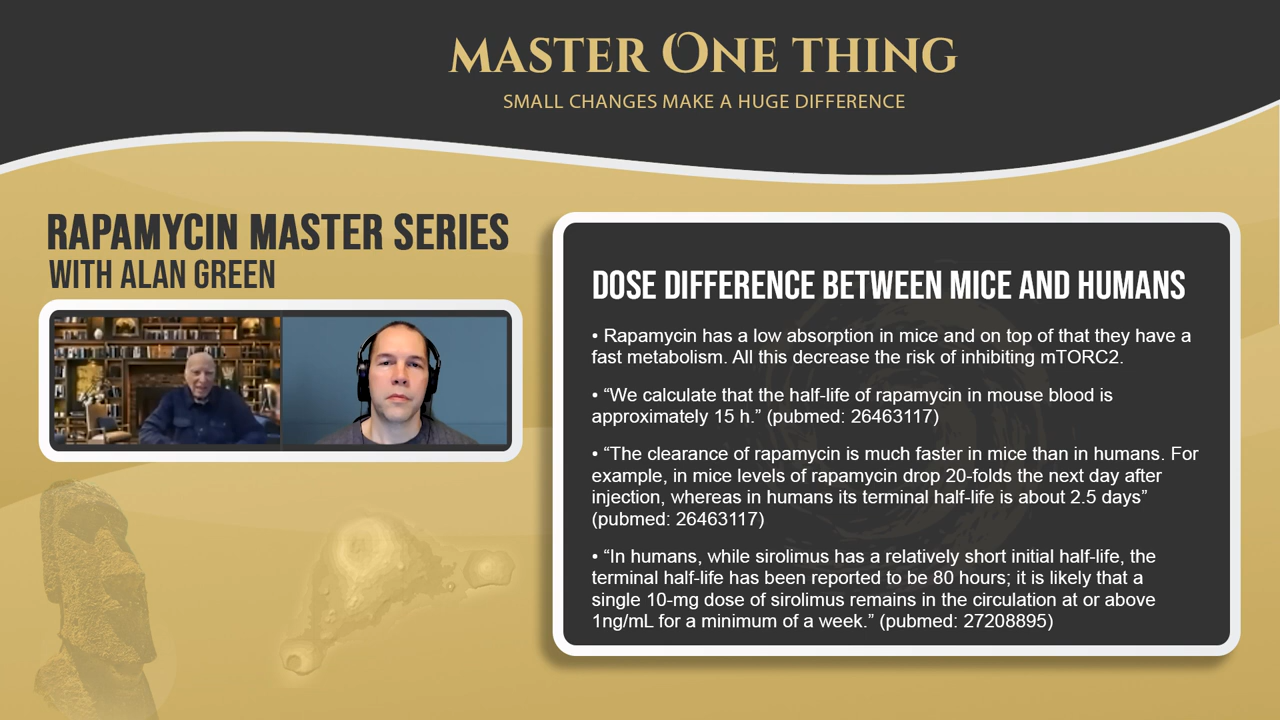 MASTER ONE THING
SMALL CHANGES MAKE A HUGE DIFFERENCE
RAPAMYCIN MASTER SERIES
WITH ALAN GREEN
DOSE DIFFERENCE BETWEEN MICE AND HUMANS
• Rapamycin has a low absorption in mice and on top of that they have a
fast metabolism. All this decrease the risk of inhibiting mTORC2.
• “We calculate that the half-life of rapamycin in mouse blood is
approximately 15 h.” (pubmed: 26463117)
• “The clearance of rapamycin is much faster in mice than in humans. For
example, in mice levels of rapamycin drop 20-folds the next day after
injection, whereas in humans its terminal half-life is about 2.5 days”
(pubmed: 26463117)
• “In humans, while sirolimus has a relatively short initial half-life, the
terminal half-life has been reported to be 80 hours; it is likely that a
single 10-mg dose of sirolimus remains in the circulation at or above
1ng/mL for a minimum of a week.” (pubmed: 27208895)